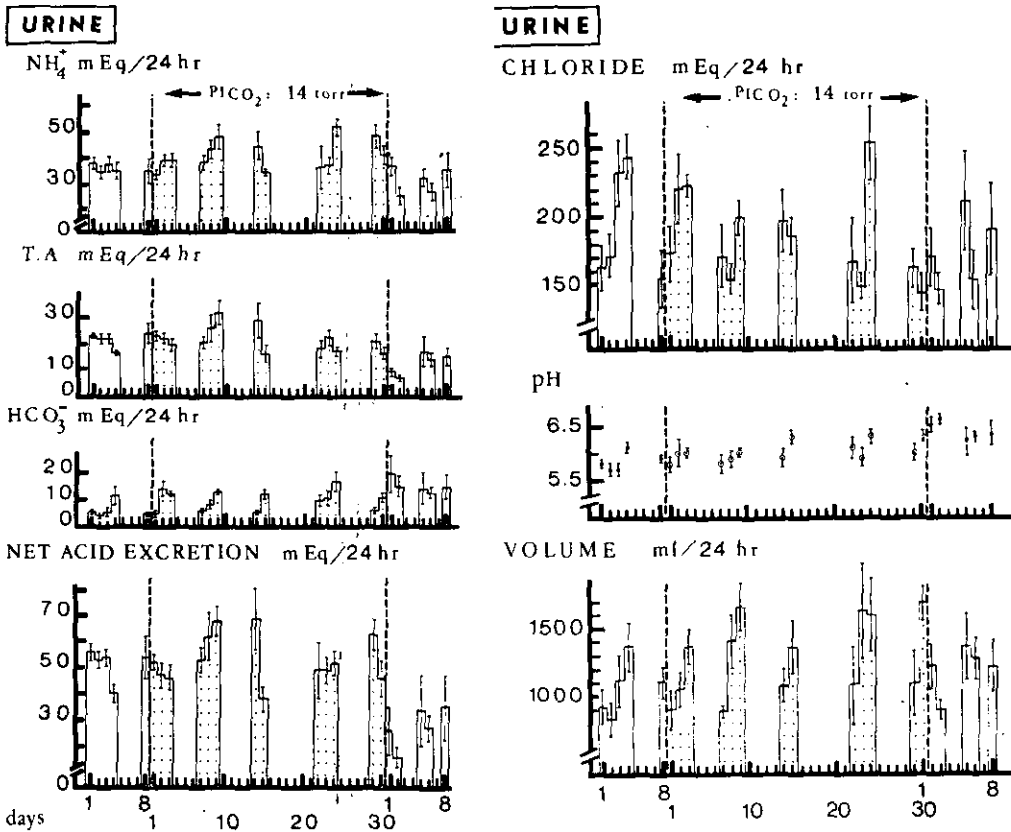 URINE
NH₄⁺ mEq/24 hr
PICO₂: 14 torr
50
30
0
T.A mEq/24 hr
30
20
10
0
HCO₃⁻ mEq/24 hr
20
10
0
NET ACID EXCRETION mEq/24 hr
70
50
30
0
1 8 1 10 20 30 1 8
days
URINE
CHLORIDE mEq/24 hr
PICO₂: 14 torr
250
200
150
pH
6.5
5.5
VOLUME ml/24 hr
1500
1000
1 8 1 10 20 30 1 8